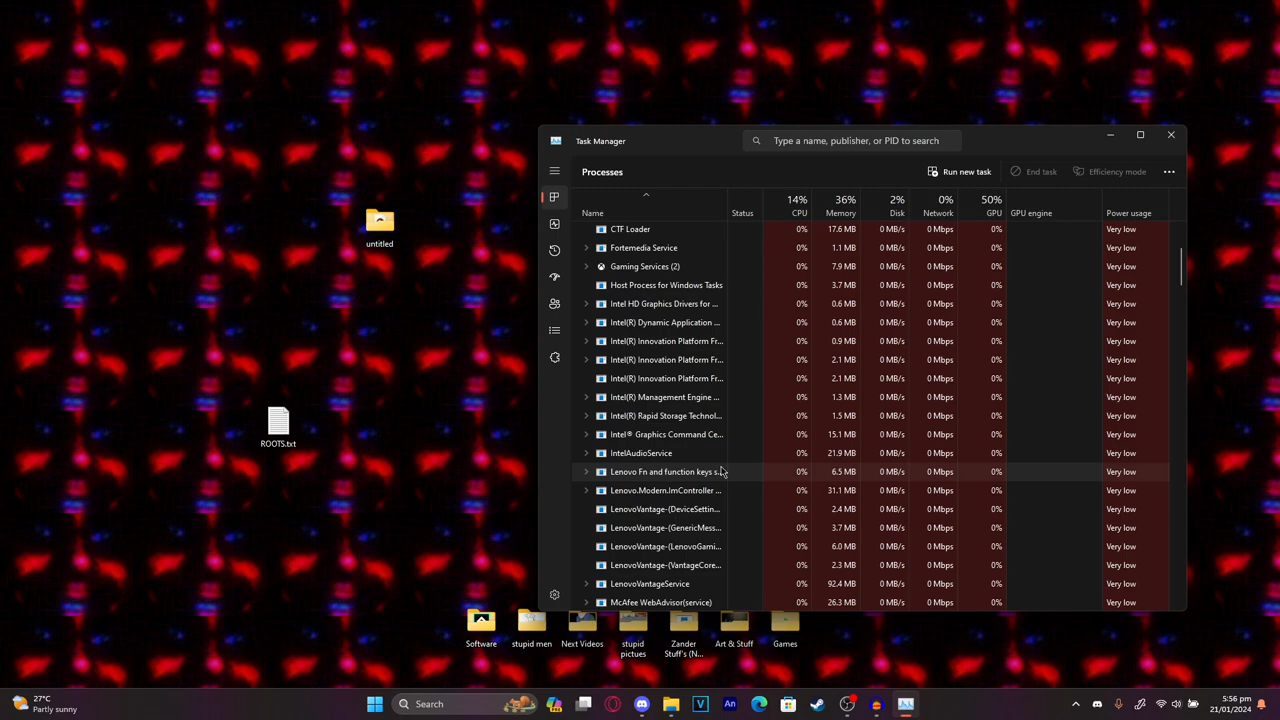 Task Manager
Type a name, publisher, or PID to search
Processes
Run new task
End task
Efficiency mode
14% 36% 2% 0% 50%
Name Status CPU Memory Disk Network GPU GPU engine Power usage
CTF Loader 0% 17.6 MB 0 MB/s 0 Mbps 0% Very low
Fortemedia Service 0% 1.1 MB 0 MB/s 0 Mbps 0% Very low
Gaming Services (2) 0% 7.9 MB 0 MB/s 0 Mbps 0% Very low
Host Process for Windows Tasks 0% 3.7 MB 0 MB/s 0 Mbps 0% Very low
Intel HD Graphics Drivers for ... 0% 0.6 MB 0 MB/s 0 Mbps 0% Very low
Intel(R) Dynamic Application ... 0% 0.6 MB 0 MB/s 0 Mbps 0% Very low
Intel(R) Innovation Platform Fr... 0% 0.9 MB 0 MB/s 0 Mbps 0% Very low
Intel(R) Innovation Platform Fr... 0% 2.1 MB 0 MB/s 0 Mbps 0% Very low
Intel(R) Innovation Platform Fr... 0% 2.1 MB 0 MB/s 0 Mbps 0% Very low
Intel(R) Management Engine ... 0% 1.3 MB 0 MB/s 0 Mbps 0% Very low
Intel(R) Rapid Storage Technol... 0% 1.5 MB 0 MB/s 0 Mbps 0% Very low
Intel® Graphics Command Ce... 0% 15.1 MB 0 MB/s 0 Mbps 0% Very low
IntelAudioService 0% 21.9 MB 0 MB/s 0 Mbps 0% Very low
Lenovo Fn and function keys s... 0% 6.5 MB 0 MB/s 0 Mbps 0% Very low
Lenovo.Modern.ImController ... 0% 31.1 MB 0 MB/s 0 Mbps 0% Very low
LenovoVantage-(DeviceSettin... 0% 2.4 MB 0 MB/s 0 Mbps 0% Very low
LenovoVantage-(GenericMess... 0% 3.7 MB 0 MB/s 0 Mbps 0% Very low
LenovoVantage-(LenovoGami... 0% 6.0 MB 0 MB/s 0 Mbps 0% Very low
LenovoVantage-(VantageCore... 0% 2.3 MB 0 MB/s 0 Mbps 0% Very low
LenovoVantageService 0% 92.4 MB 0 MB/s 0 Mbps 0% Very low
McAfee WebAdvisor(service) 0% 26.3 MB 0 MB/s 0 Mbps 0% Very low
untitled
ROOTS.txt
Software
stupid men
Next Videos
stupid
pictues
Zander
Stuff's (N...
Art & Stuff
Games
27°C
Partly sunny
Search
V
An
5:56 pm
21/01/2024